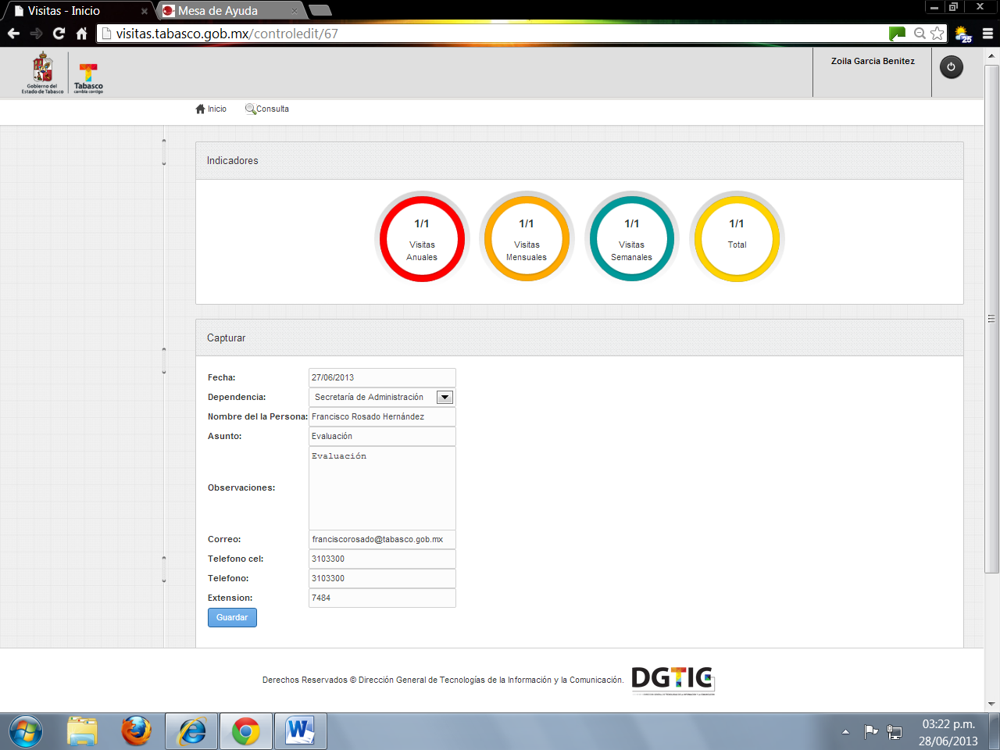 Visitas - Inicio
Mesa de Ayuda
visitas.tabasco.gob.mx/controledit/67
25
Gobierno del
Estado de Tabasco
Tabasco
cambia contigo
Zoila Garcia Benitez
Inicio
Consulta
Indicadores
1/1
Visitas
Anuales
1/1
Visitas
Mensuales
1/1
Visitas
Semanales
1/1
Total
Capturar
Fecha: 27/06/2013
Dependencia: Secretaría de Administración
Nombre del la Persona: Francisco Rosado Hernández
Asunto: Evaluación
Observaciones: Evaluación
Correo: franciscorosado@tabasco.gob.mx
Telefono cel: 3103300
Telefono: 3103300
Extension: 7484
Guardar
Derechos Reservados © Dirección General de Tecnologías de la Información y la Comunicación.
DGTIC
03:22 p.m.
28/06/2013